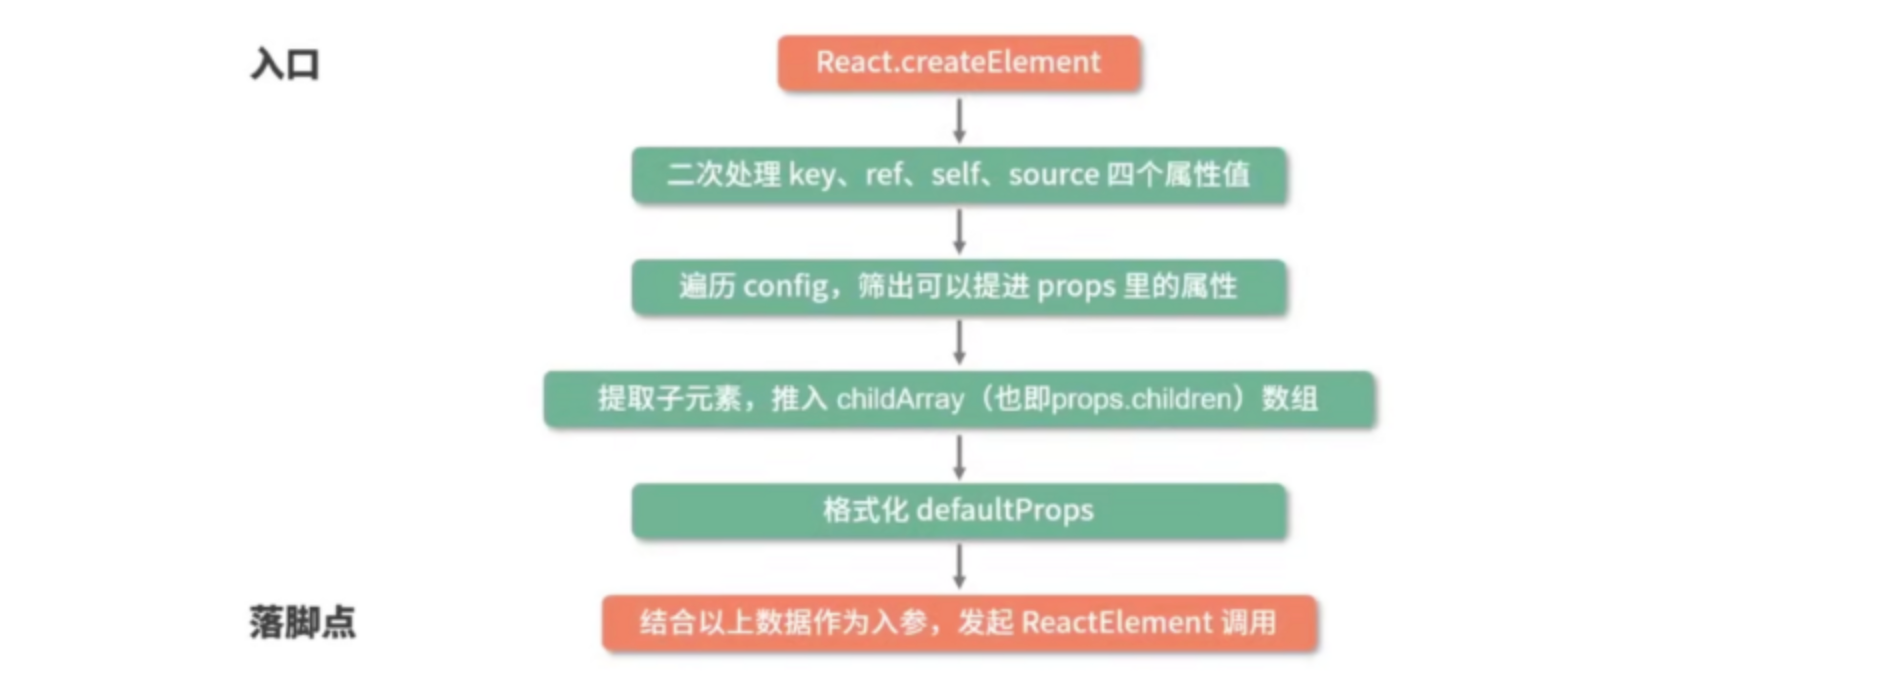 入口
React.createElement
二次处理 key、ref、self、source 四个属性值
遍历 config，筛出可以提进 props 里的属性
提取子元素，推入 childArray（也即props.children）数组
格式化 defaultProps
落脚点
结合以上数据作为入参，发起 ReactElement 调用